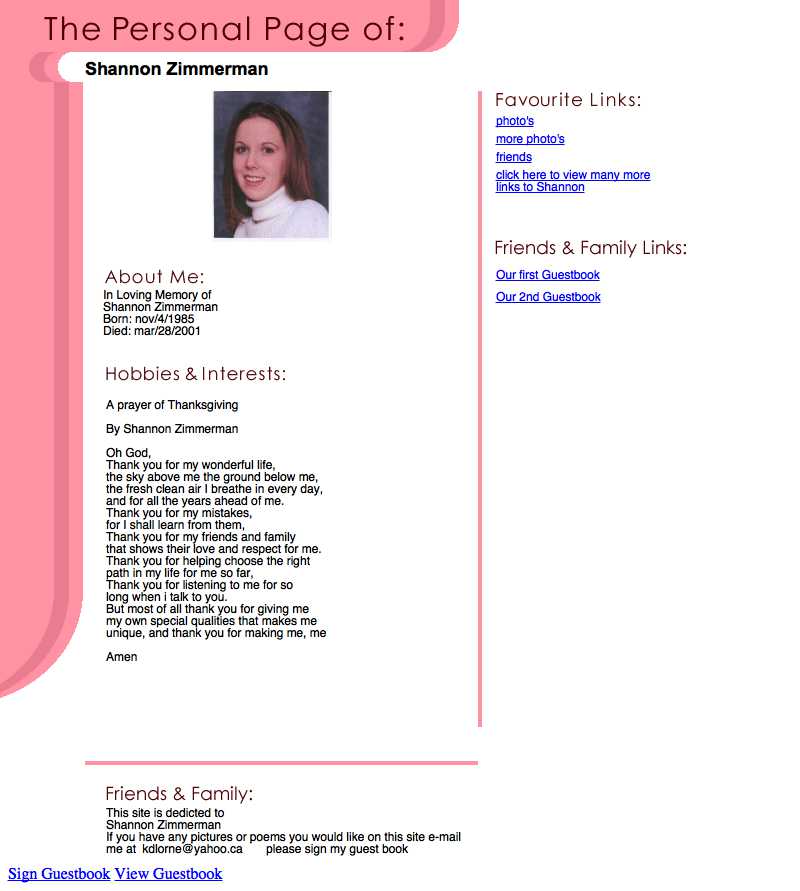 The Personal Page of:
Shannon Zimmerman
About Me:
In Loving Memory of
Shannon Zimmerman
Born: nov/4/1985
Died: mar/28/2001
Hobbies & Interests:
A prayer of Thanksgiving
By Shannon Zimmerman
Oh God,
Thank you for my wonderful life,
the sky above me the ground below me,
the fresh clean air I breathe in every day,
and for all the years ahead of me.
Thank you for my mistakes,
for I shall learn from them,
Thank you for my friends and family
that shows their love and respect for me.
Thank you for helping choose the right
path in my life for me so far,
Thank you for listening to me for so
long when i talk to you.
But most of all thank you for giving me
my own special qualities that makes me
unique, and thank you for making me, me
Amen
Favourite Links:
photo's
more photo's
friends
click here to view many more
links to Shannon
Friends & Family Links:
Our first Guestbook
Our 2nd Guestbook
Friends & Family:
This site is dedicted to
Shannon Zimmerman
If you have any pictures or poems you would like on this site e-mail
me at kdlorne@yahoo.ca please sign my guest book
Sign Guestbook View Guestbook